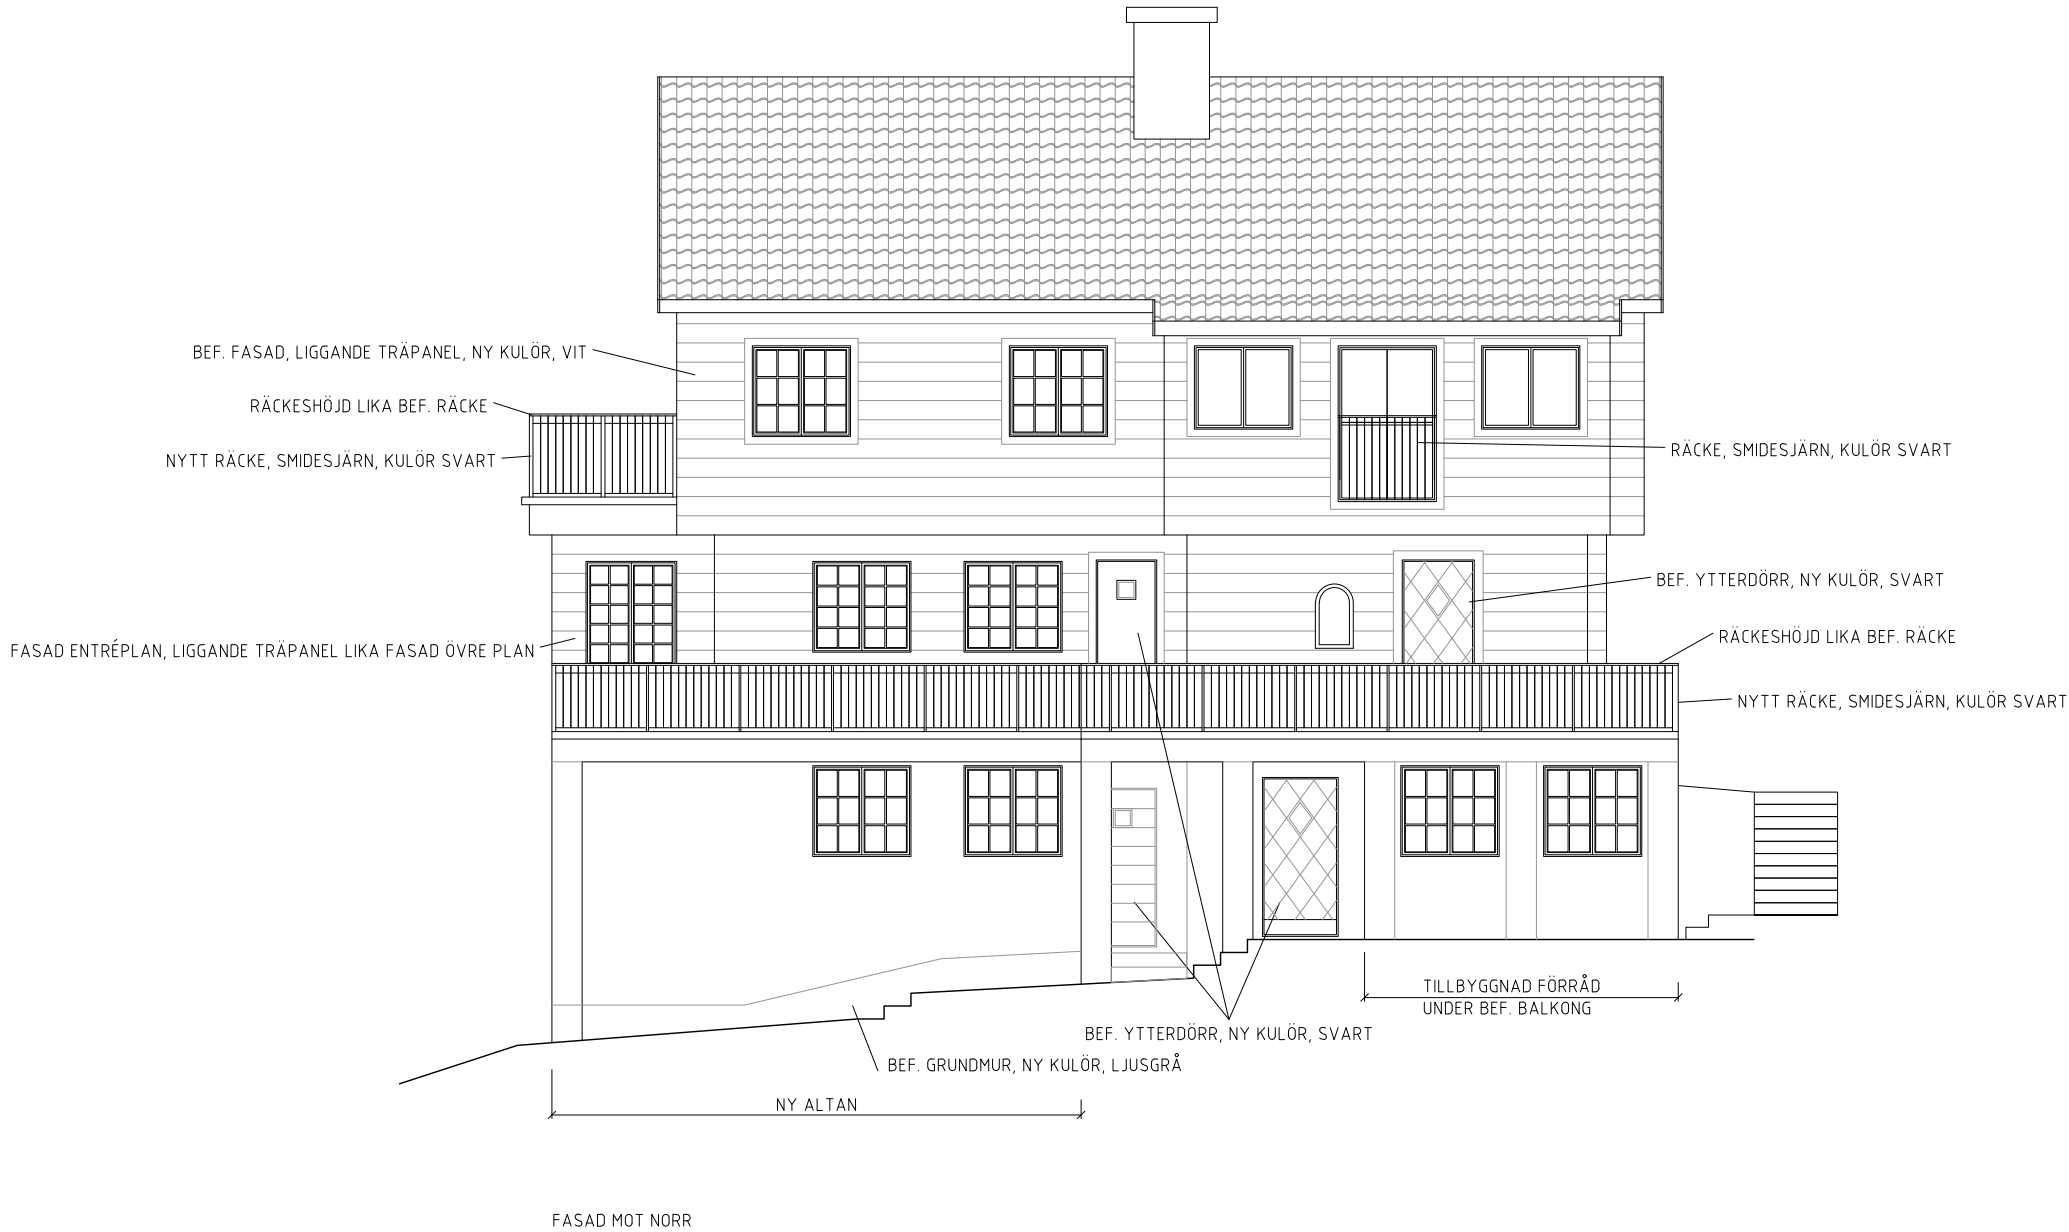 BEF. FASAD, LIGGANDE TRÄPANEL, NY KULÖR, VIT
RÄCKESHÖJD LIKA BEF. RÄCKE
NYTT RÄCKE, SMIDESJÄRN, KULÖR SVART
RÄCKE, SMIDESJÄRN, KULÖR SVART
BEF. YTTERDÖRR, NY KULÖR, SVART
FASAD ENTRÉPLAN, LIGGANDE TRÄPANEL LIKA FASAD ÖVRE PLAN
RÄCKESHÖJD LIKA BEF. RÄCKE
NYTT RÄCKE, SMIDESJÄRN, KULÖR SVART
TILLBYGGNAD FÖRRÅD
UNDER BEF. BALKONG
BEF. YTTERDÖRR, NY KULÖR, SVART
BEF. GRUNDMUR, NY KULÖR, LJUSGRÅ
NY ALTAN
FASAD MOT NORR